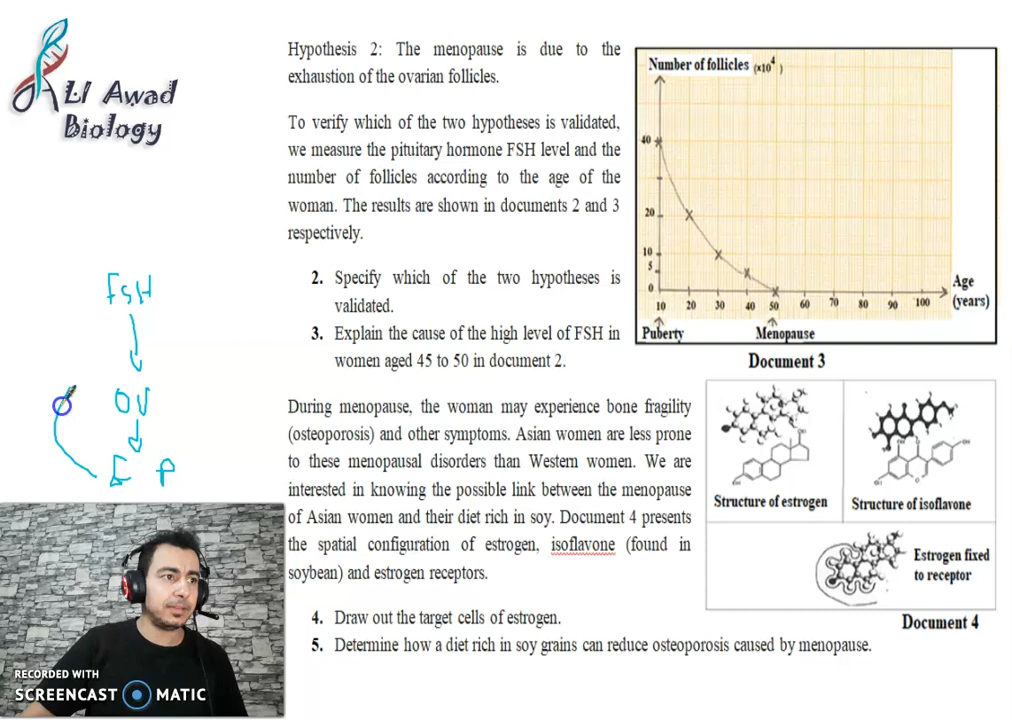 ALI Awad
Biology
Hypothesis 2: The menopause is due to the
exhaustion of the ovarian follicles.
To verify which of the two hypotheses is validated,
we measure the pituitary hormone FSH level and the
number of follicles according to the age of the
woman. The results are shown in documents 2 and 3
respectively.
2. Specify which of the two hypotheses is
validated.
3. Explain the cause of the high level of FSH in
women aged 45 to 50 in document 2.
Number of follicles (x10⁴)
40
20
10
5
0
10 20 30 40 50 60 70 80 90 100
Age
(years)
Puberty Menopause
Document 3
FSH
OV
E P
During menopause, the woman may experience bone fragility
(osteoporosis) and other symptoms. Asian women are less prone
to these menopausal disorders than Western women. We are
interested in knowing the possible link between the menopause
of Asian women and their diet rich in soy. Document 4 presents
the spatial configuration of estrogen, isoflavone (found in
soybean) and estrogen receptors.
Structure of estrogen
Structure of isoflavone
Estrogen fixed
to receptor
Document 4
4. Draw out the target cells of estrogen.
5. Determine how a diet rich in soy grains can reduce osteoporosis caused by menopause.
RECORDED WITH
SCREENCAST MATIC